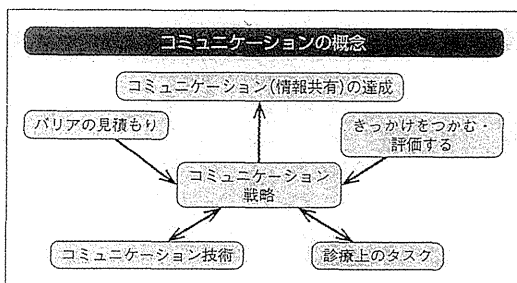 コミュニケーションの概念
コミュニケーション(情報共有)の達成
バリアの見積もり
きっかけをつかむ・
評価する
コミュニケーション
戦略
コミュニケーション技術
診療上のタスク